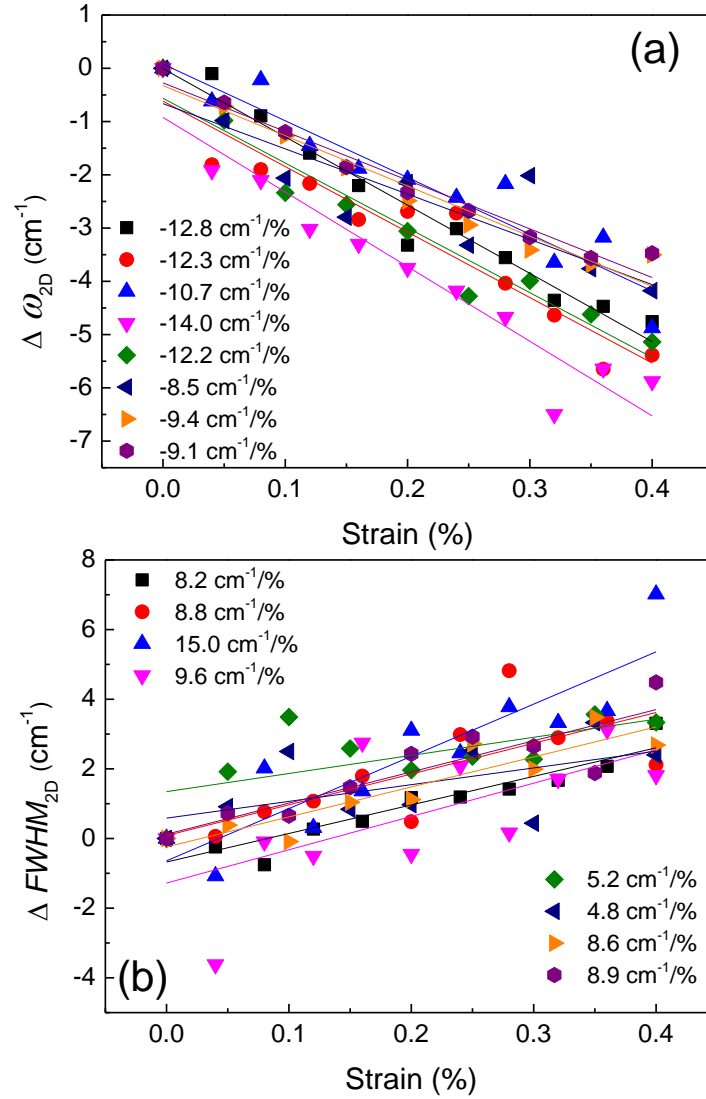 (a)
1
0
-1
-2
-3
-4
-5
-6
-7
Δ ω2D (cm-1)
-12.8 cm-1/%
-12.3 cm-1/%
-10.7 cm-1/%
-14.0 cm-1/%
-12.2 cm-1/%
-8.5 cm-1/%
-9.4 cm-1/%
-9.1 cm-1/%
0.0 0.1 0.2 0.3 0.4
Strain (%)
8
6
4
2
0
-2
-4
Δ FWHM2D (cm-1)
8.2 cm-1/%
8.8 cm-1/%
15.0 cm-1/%
9.6 cm-1/%
5.2 cm-1/%
4.8 cm-1/%
8.6 cm-1/%
8.9 cm-1/%
(b)
0.0 0.1 0.2 0.3 0.4
Strain (%)